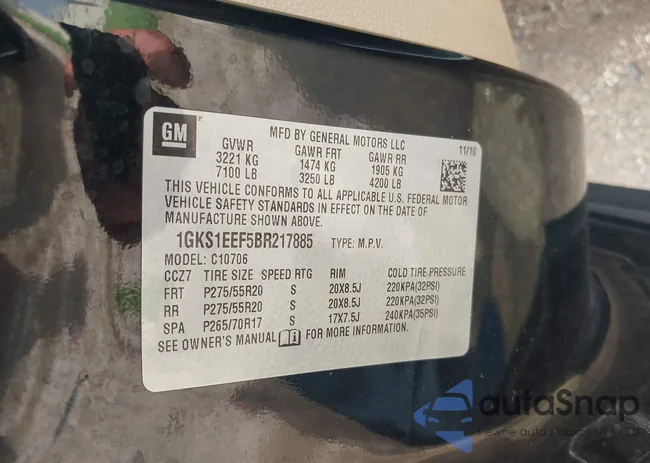 GM
MFD BY GENERAL MOTORS LLC
11/10
GVWR GAWR FRT GAWR RR
3221 KG 1474 KG 1905 KG
7100 LB 3250 LB 4200 LB
THIS VEHICLE CONFORMS TO ALL APPLICABLE U.S. FEDERAL MOTOR
VEHICLE SAFETY STANDARDS IN EFFECT ON THE DATE OF
MANUFACTURE SHOWN ABOVE.
1GKS1EEF5BR217885 TYPE: M.P.V.
MODEL: C10706
CCZ7 TIRE SIZE SPEED RTG RIM COLD TIRE PRESSURE
FRT P275/55R20 S 20X8.5J 220KPA(32PSI)
RR P275/55R20 S 20X8.5J 220KPA(32PSI)
SPA P265/70R17 S 17X7.5J 240KPA(35PSI)
SEE OWNER'S MANUAL FOR MORE INFORMATION.
autaSnap